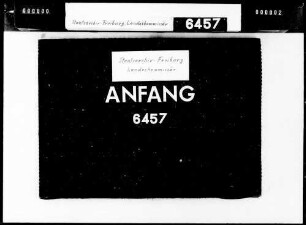 000000
Staatsarchiv Freiburg, Landeskommissär
6457
000002
Staatsarchiv Freiburg
Landeskommissär
ANFANG
6457